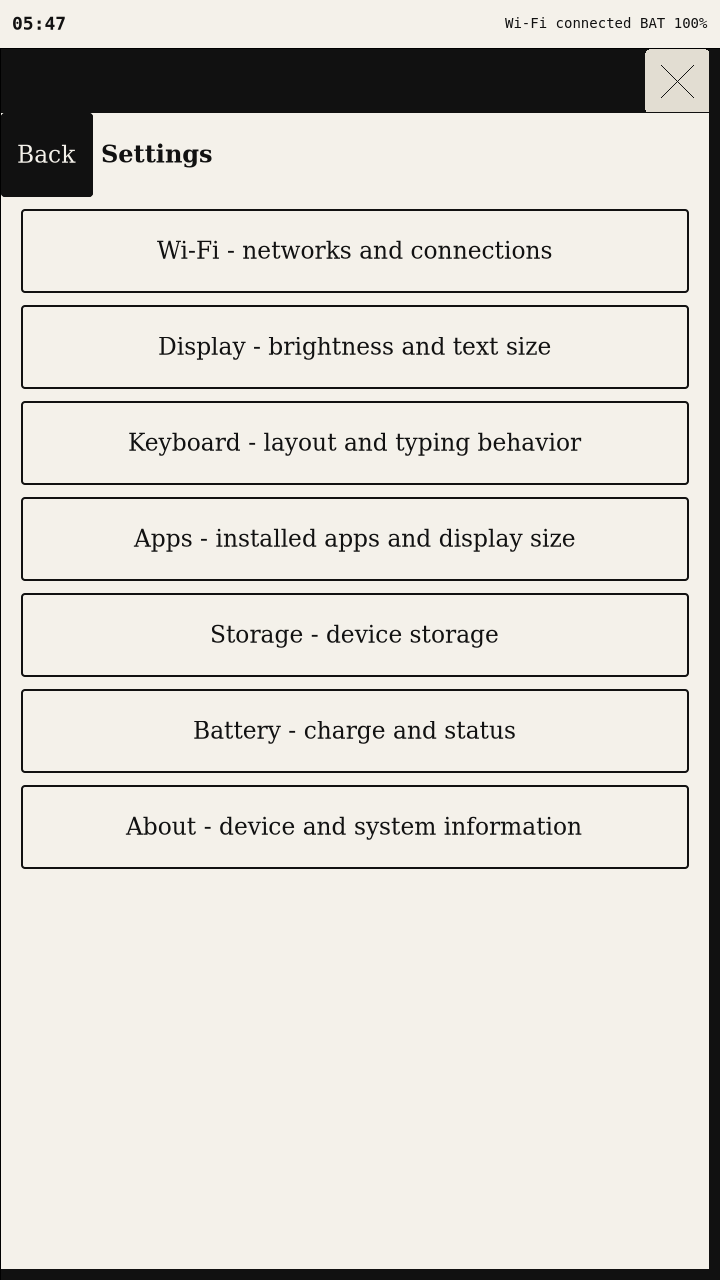 05:47
Wi-Fi connected BAT 100%
Back
Settings
Wi-Fi - networks and connections
Display - brightness and text size
Keyboard - layout and typing behavior
Apps - installed apps and display size
Storage - device storage
Battery - charge and status
About - device and system information